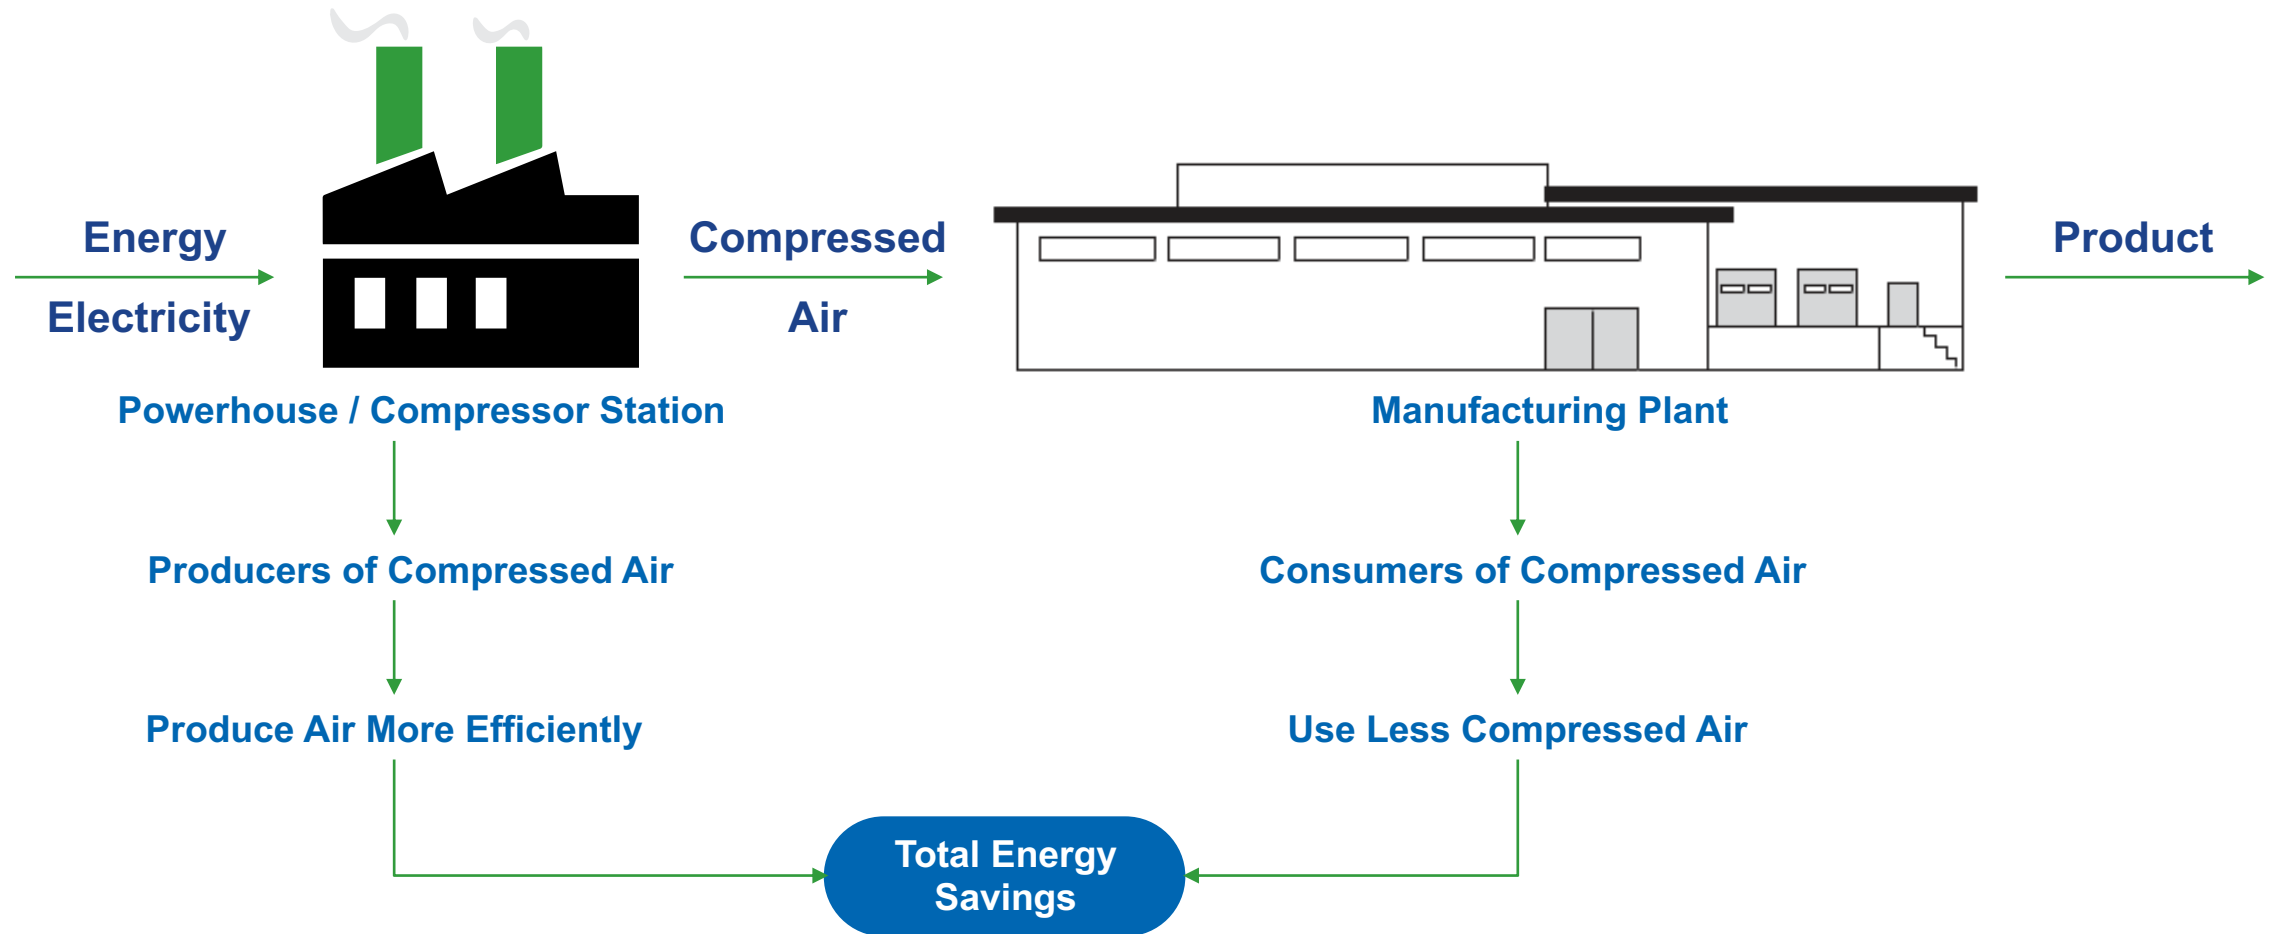 Energy
Electricity
Compressed
Air
Product
Powerhouse / Compressor Station
Manufacturing Plant
Producers of Compressed Air
Consumers of Compressed Air
Produce Air More Efficiently
Use Less Compressed Air
Total Energy
Savings